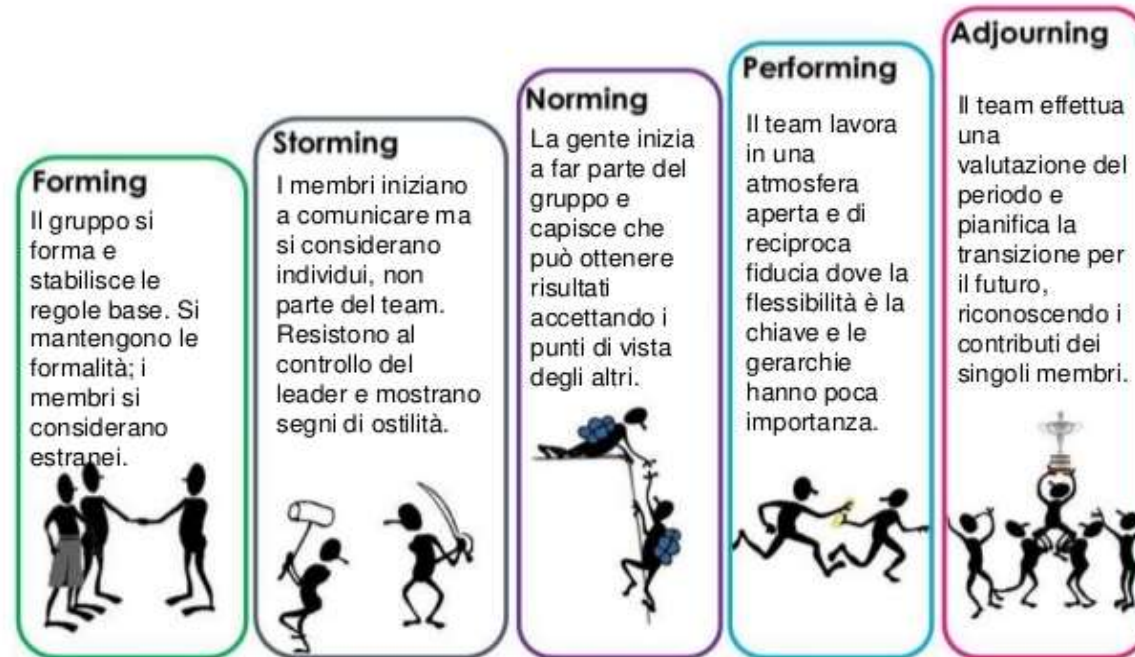 Forming
Il gruppo si
forma e
stabilisce le
regole base. Si
mantengono le
formalità; i
membri si
considerano
estranei.
Storming
I membri iniziano
a comunicare ma
si considerano
individui, non
parte del team.
Resistono al
controllo del
leader e mostrano
segni di ostilità.
Norming
La gente inizia
a far parte del
gruppo e
capisce che
può ottenere
risultati
accettando i
punti di vista
degli altri.
Performing
Il team lavora
in una
atmosfera
aperta e di
reciproca
fiducia dove la
flessibilità è la
chiave e le
gerarchie
hanno poca
importanza.
Adjourning
Il team effettua
una
valutazione del
periodo e
pianifica la
transizione per
il futuro,
riconoscendo i
contributi dei
singoli membri.